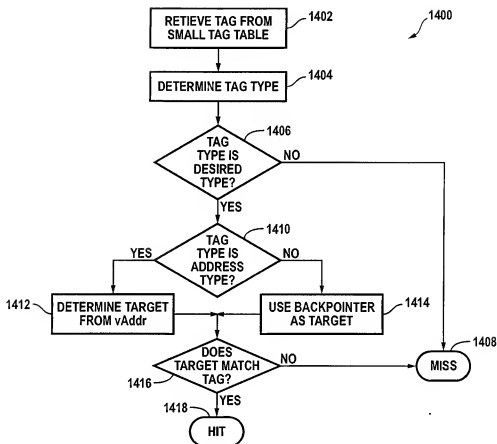 1402
1400
RETIEVE TAG FROM
SMALL TAG TABLE
1404
DETERMINE TAG TYPE
1406
TAG
TYPE IS
DESIRED
TYPE?
NO
YES
1410
TAG
TYPE IS
ADDRESS
TYPE?
YES
NO
1412
DETERMINE TARGET
FROM vAddr
USE BACKPOINTER
AS TARGET
1414
1408
DOES
TARGET MATCH
TAG?
NO
MISS
1416
YES
1418
HIT